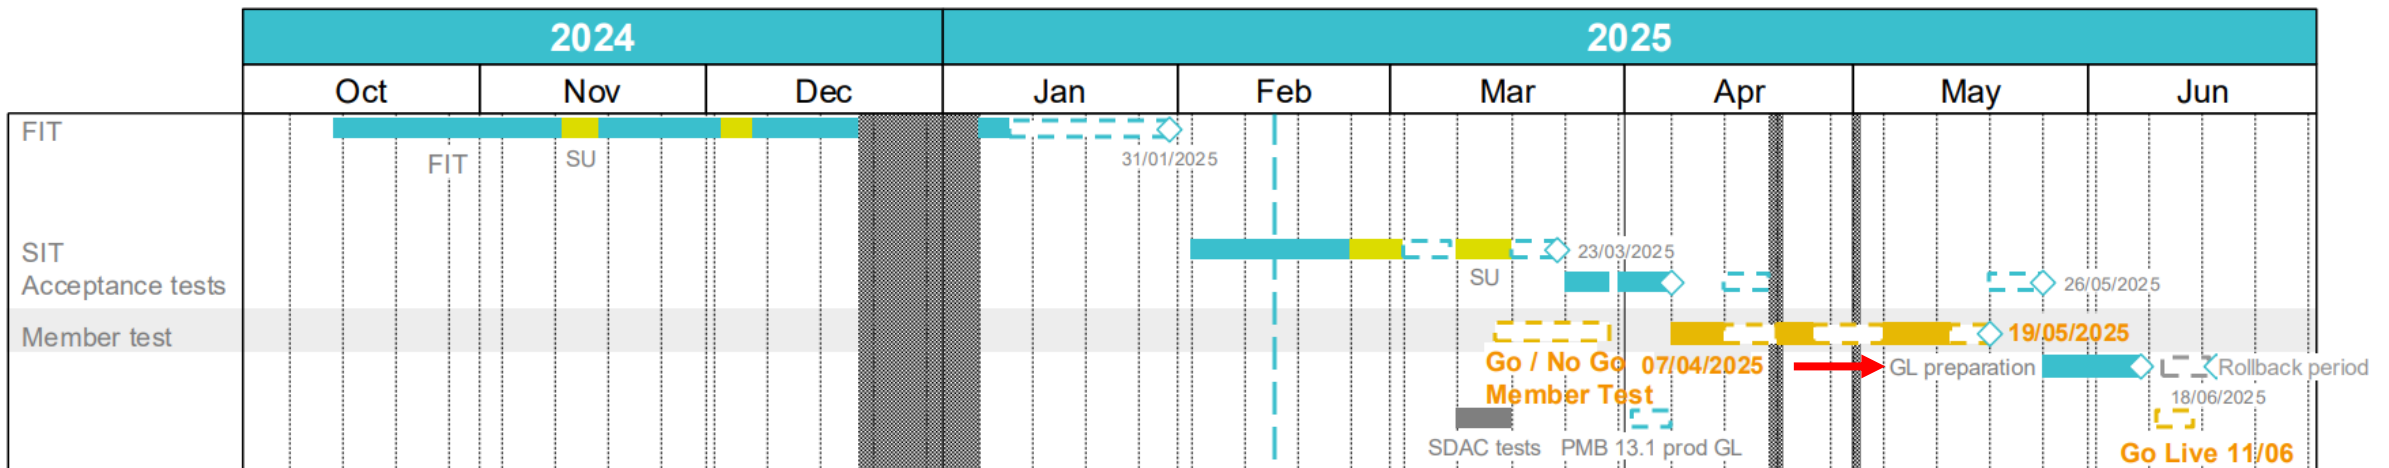 2024
2025
Oct
Nov
Dec
Jan
Feb
Mar
Apr
May
Jun
FIT
FIT
SU
31/01/2025
SIT
23/03/2025
SU
Acceptance tests
26/05/2025
Member test
19/05/2025
Go / No Go 07/04/2025
Member Test
GL preparation
Rollback period
18/06/2025
SDAC tests
PMB 13.1 prod GL
Go Live 11/06